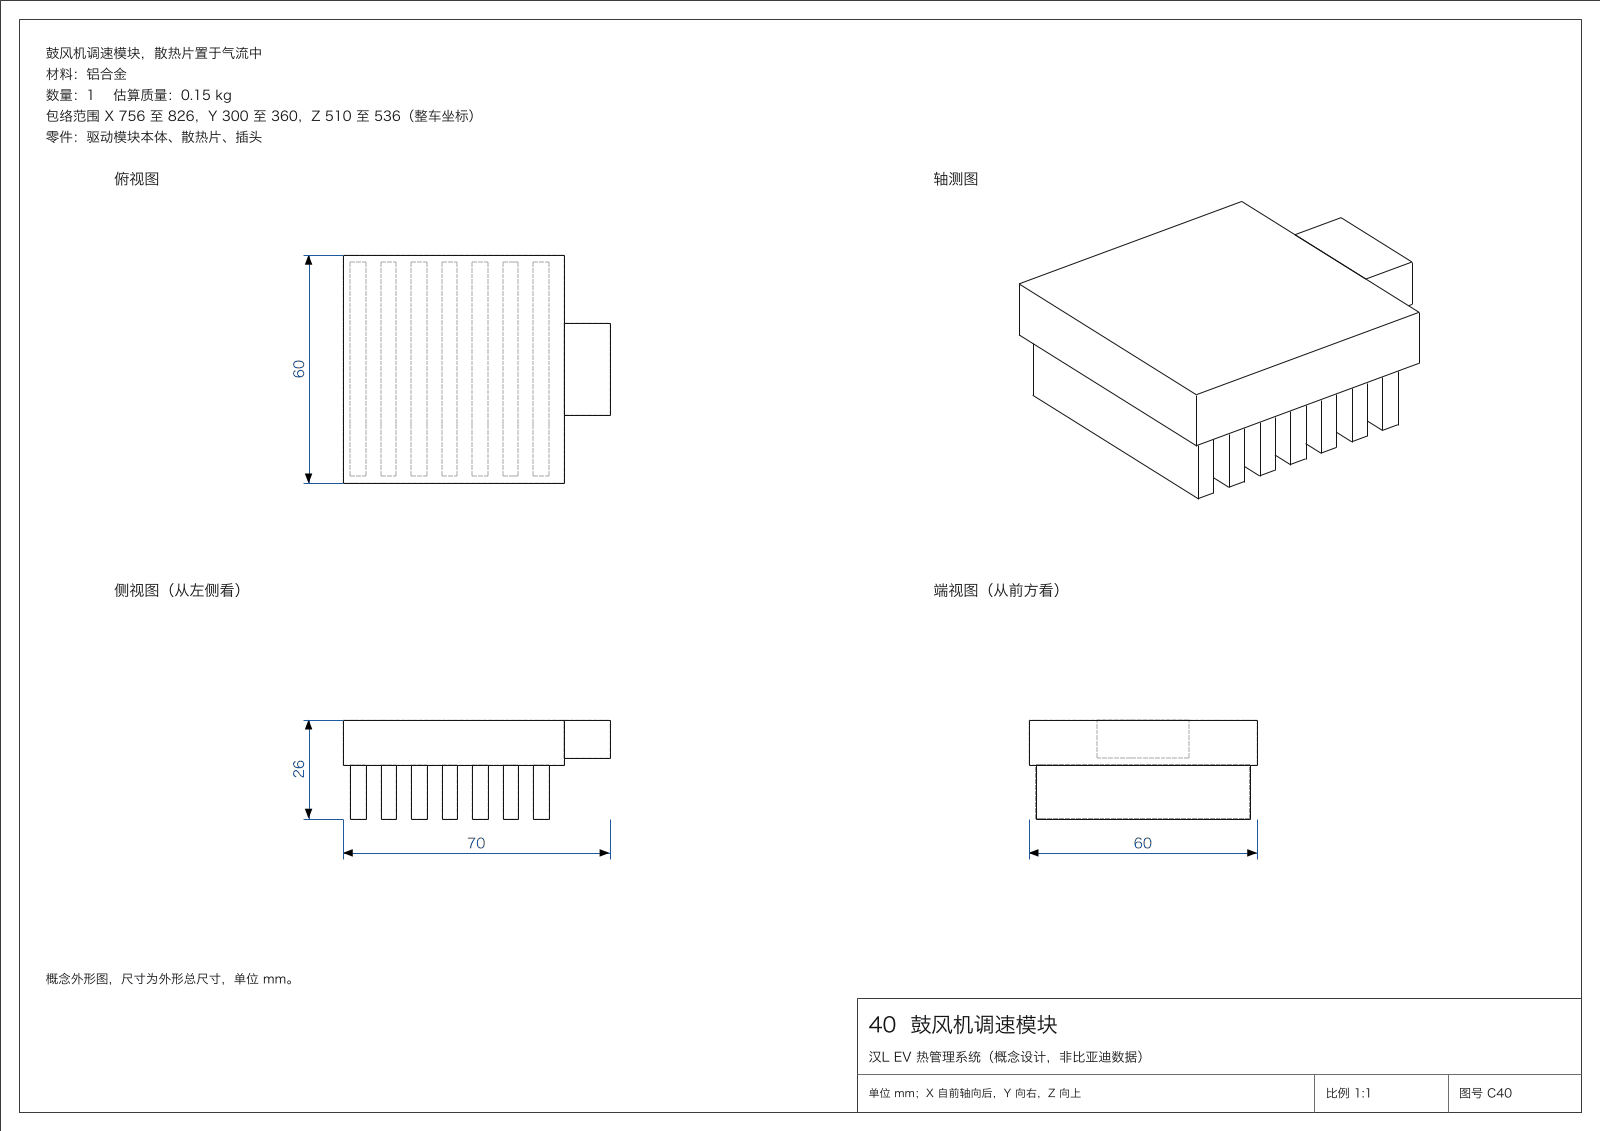 鼓风机调速模块，散热片置于气流中
材料：铝合金
数量：1    估算质量：0.15 kg
包络范围 X 756 至 826，Y 300 至 360，Z 510 至 536（整车坐标）
零件：驱动模块本体、散热片、插头
俯视图
轴测图
60
侧视图（从左侧看）
端视图（从前方看）
26
70
60
概念外形图，尺寸为外形总尺寸，单位 mm。
40  鼓风机调速模块
汉L EV 热管理系统（概念设计，非比亚迪数据）
单位 mm；X 自前轴向后，Y 向右，Z 向上
比例 1:1
图号 C40